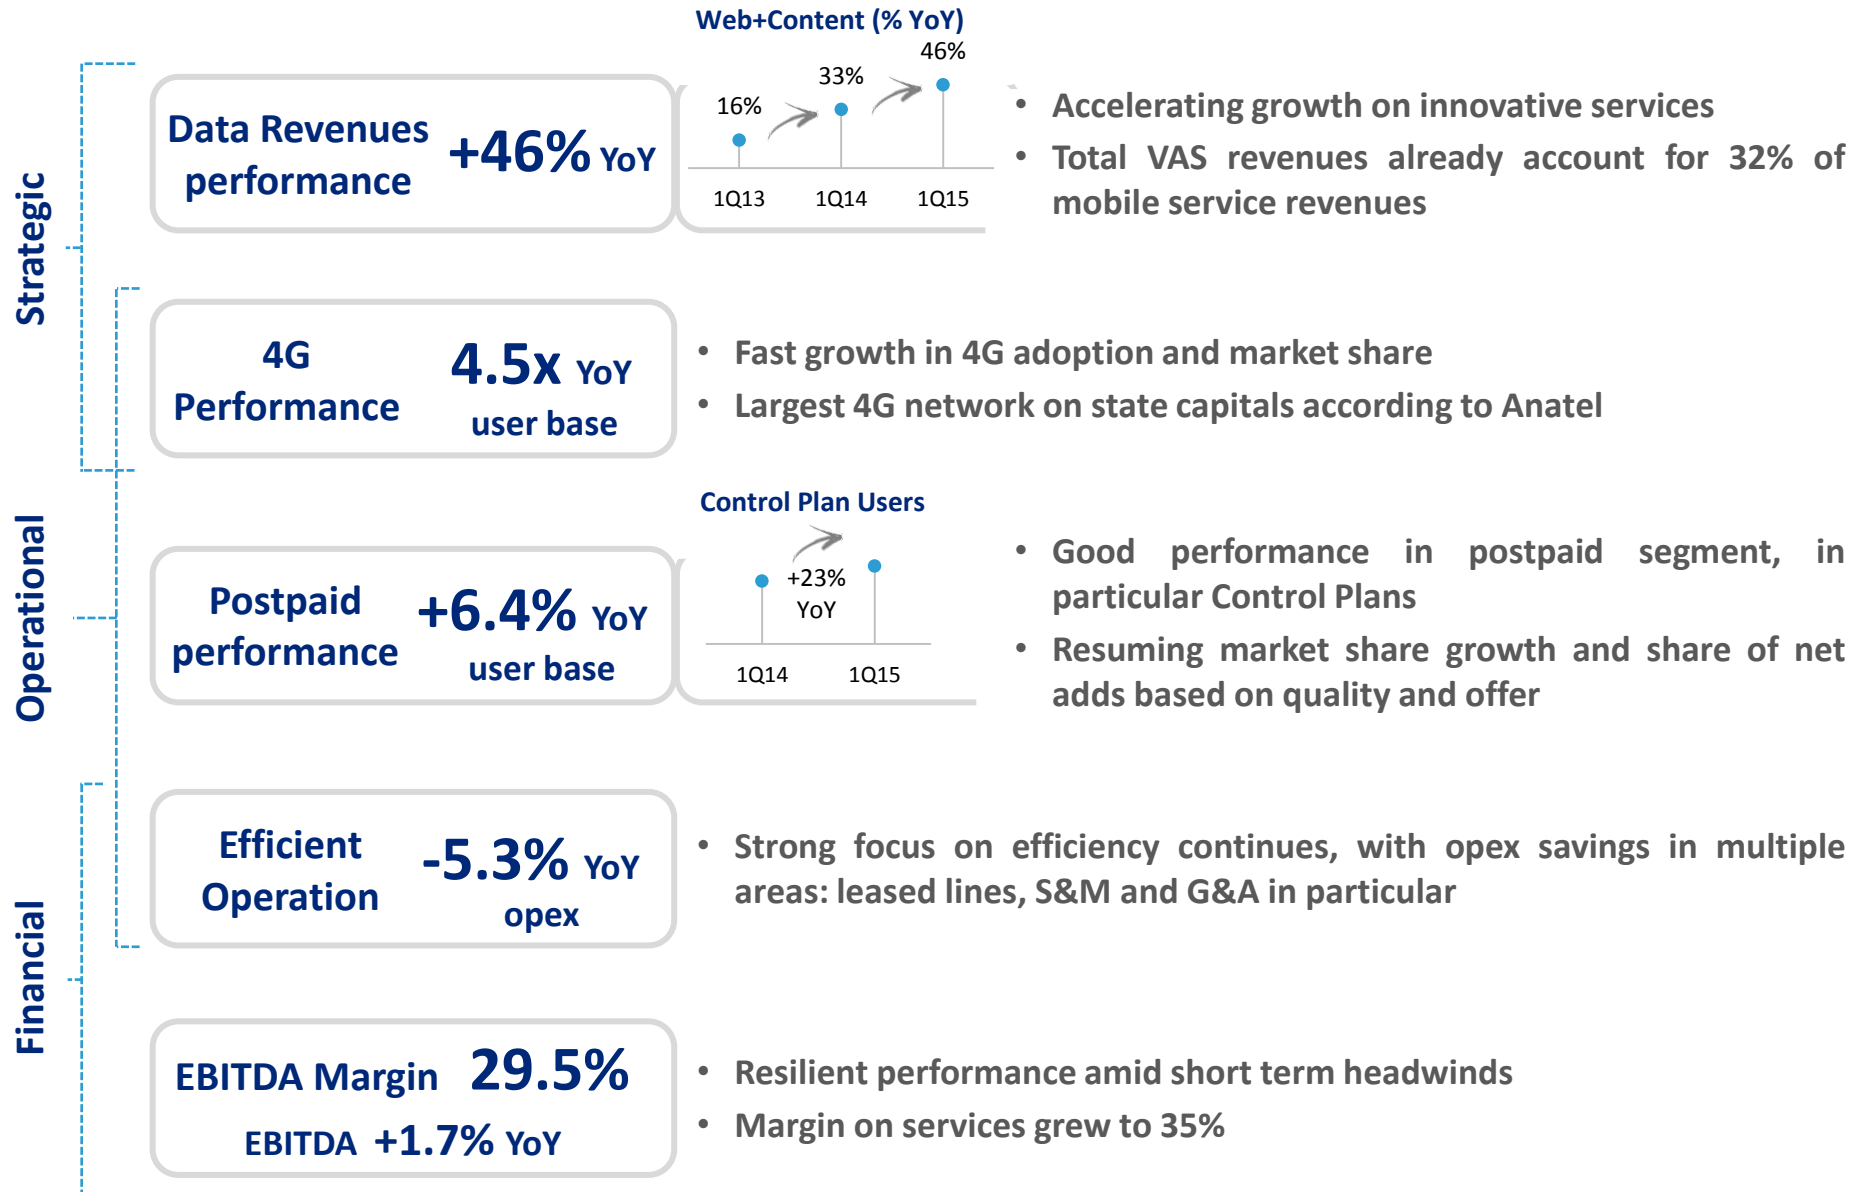 Strategic
Data Revenues
performance
+46% YoY
Web+Content (% YoY)
16%
33%
46%
1Q13
1Q14
1Q15
• Accelerating growth on innovative services
• Total VAS revenues already account for 32% of
mobile service revenues
4G
Performance
4.5x YoY
user base
• Fast growth in 4G adoption and market share
• Largest 4G network on state capitals according to Anatel
Operational
Postpaid
performance
+6.4% YoY
user base
Control Plan Users
+23%
YoY
1Q14
1Q15
• Good performance in postpaid segment, in
particular Control Plans
• Resuming market share growth and share of net
adds based on quality and offer
Financial
Efficient
Operation
-5.3% YoY
opex
• Strong focus on efficiency continues, with opex savings in multiple
areas: leased lines, S&M and G&A in particular
EBITDA Margin 29.5%
EBITDA +1.7% YoY
• Resilient performance amid short term headwinds
• Margin on services grew to 35%